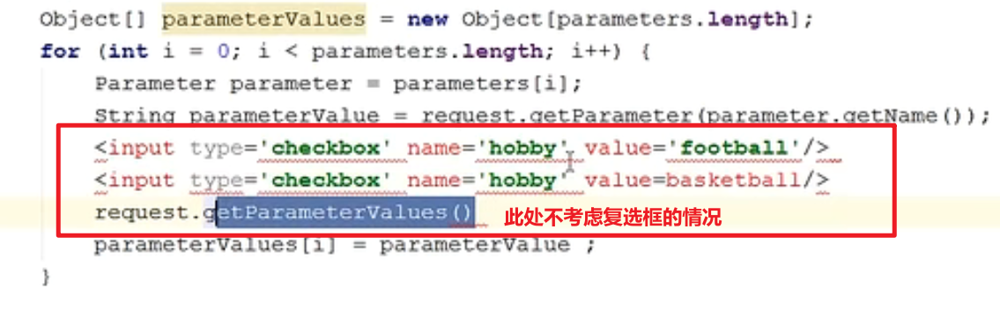 Object[] parameterValues = new Object[parameters.length];
for (int i = 0; i < parameters.length; i++) {
Parameter parameter = parameters[i];
String parameterValue = request.getParameter(parameter.getName());
<input type='checkbox' name='hobby' value='football'/>
<input type='checkbox' name='hobby' value=basketball/>
request.getParameterValues() 此处不考虑复选框的情况
parameterValues[i] = parameterValue ;
}